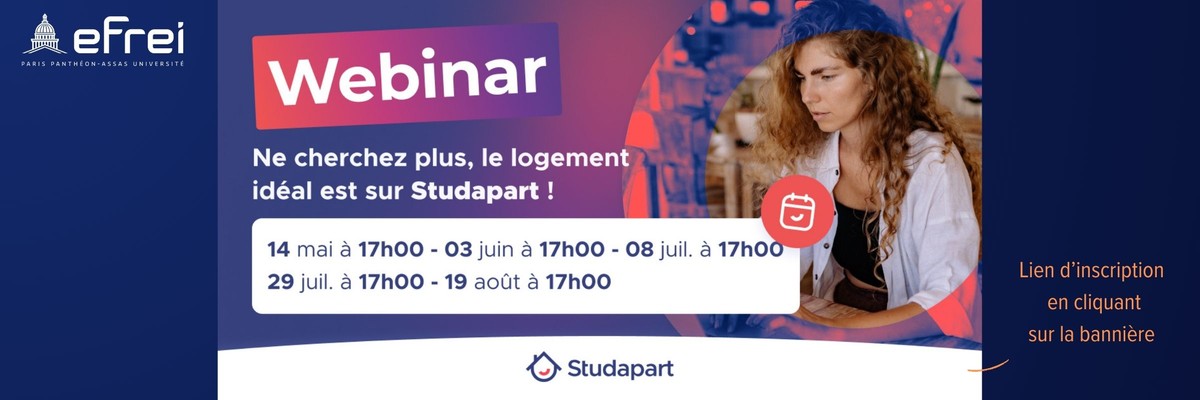 efrei
PARIS PANTHÉON-ASSAS UNIVERSITÉ
Webinar
Ne cherchez plus, le logement
idéal est sur Studapart !
14 mai à 17h00 - 03 juin à 17h00 - 08 juil. à 17h00
29 juil. à 17h00 - 19 août à 17h00
Lien d'inscription
en cliquant
sur la bannière
Studapart